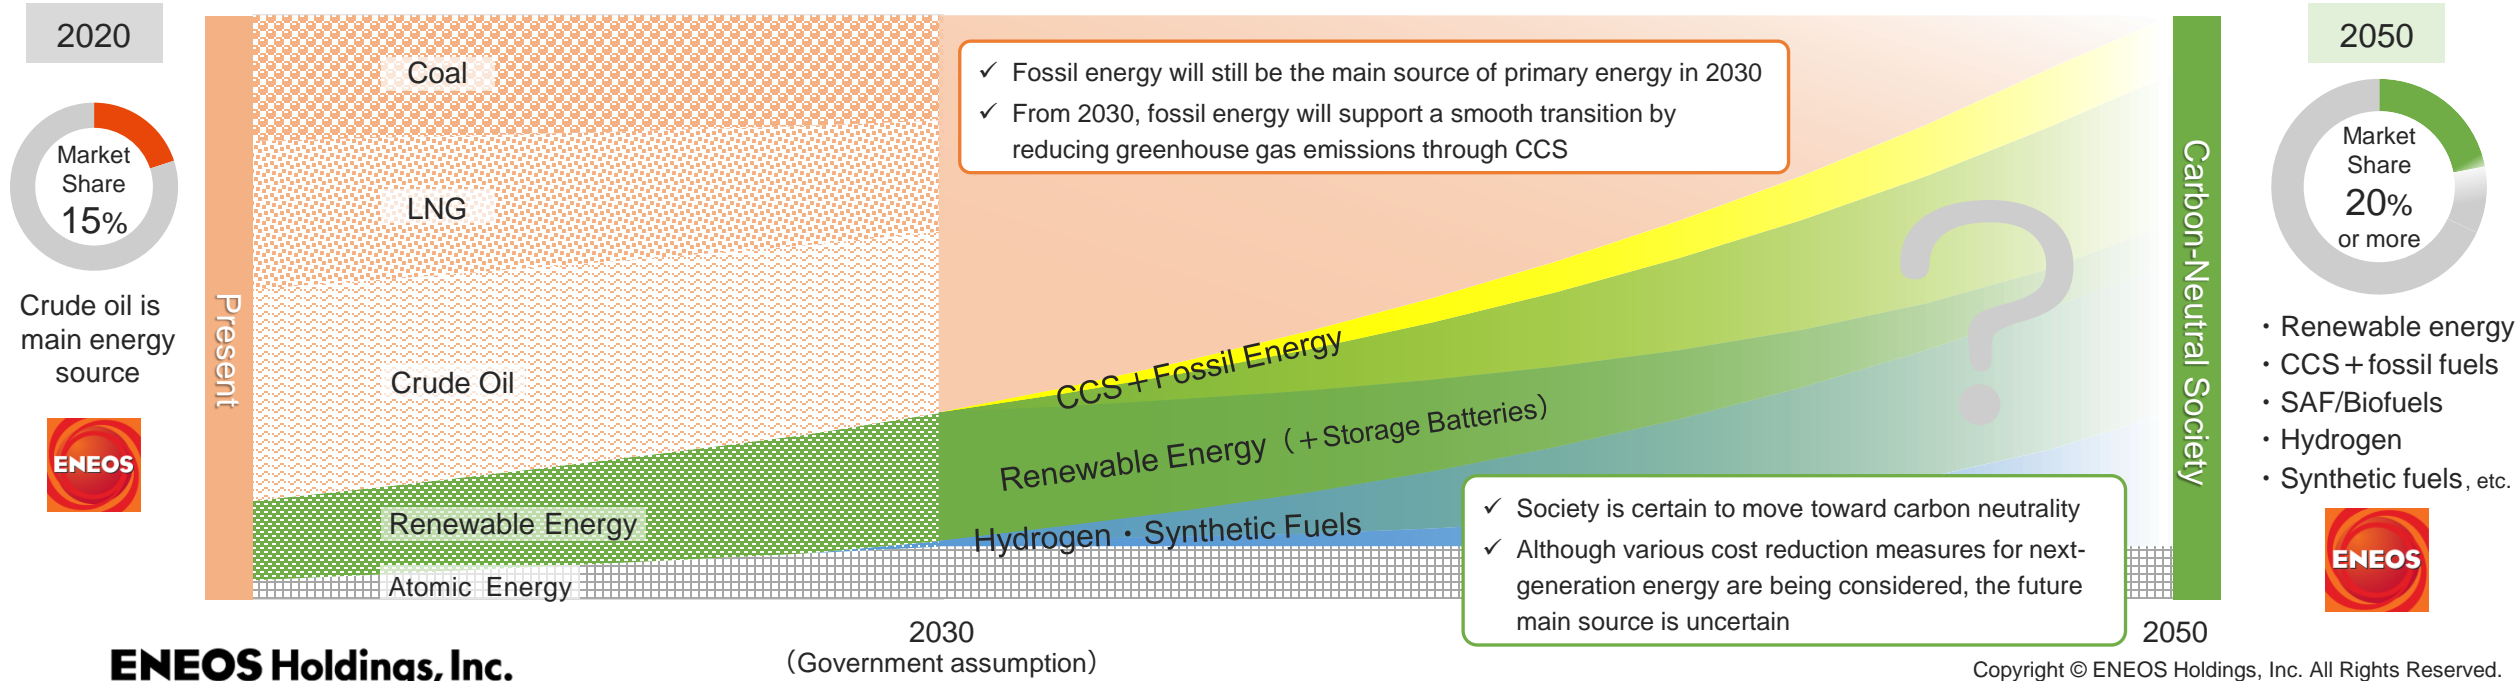 2020
Market
Share
15%
Crude oil is
main energy
source
ENEOS
Present
Coal
LNG
Crude Oil
Renewable Energy
Atomic Energy
✓ Fossil energy will still be the main source of primary energy in 2030
✓ From 2030, fossil energy will support a smooth transition by
reducing greenhouse gas emissions through CCS
CCS＋Fossil Energy
Renewable Energy（＋Storage Batteries）
Hydrogen・Synthetic Fuels
?
✓ Society is certain to move toward carbon neutrality
✓ Although various cost reduction measures for next-
generation energy are being considered, the future
main source is uncertain
Carbon-Neutral Society
2050
Market
Share
20%
or more
・Renewable energy
・CCS＋fossil fuels
・SAF/Biofuels
・Hydrogen
・Synthetic fuels, etc.
ENEOS
2030
（Government assumption）
2050
ENEOS Holdings, Inc.
Copyright © ENEOS Holdings, Inc. All Rights Reserved.